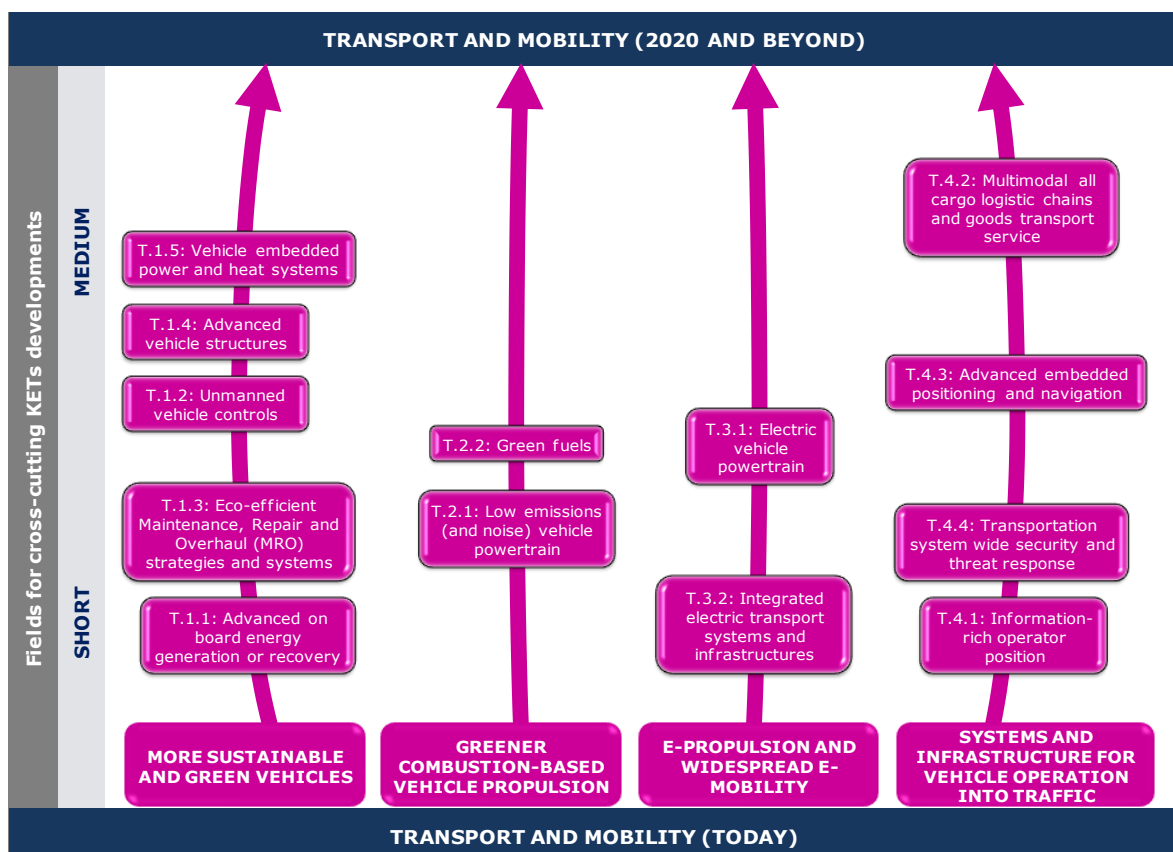 TRANSPORT AND MOBILITY (2020 AND BEYOND)
Fields for cross-cutting KETs developments
MEDIUM
SHORT
T.1.5: Vehicle embedded
power and heat systems
T.1.4: Advanced
vehicle structures
T.1.2: Unmanned
vehicle controls
T.1.3: Eco-efficient
Maintenance, Repair and
Overhaul (MRO)
strategies and systems
T.1.1: Advanced on
board energy
generation or recovery
MORE SUSTAINABLE
AND GREEN VEHICLES
T.2.2: Green fuels
T.2.1: Low emissions
(and noise) vehicle
powertrain
GREENER
COMBUSTION-BASED
VEHICLE PROPULSION
T.3.1: Electric
vehicle
powertrain
T.3.2: Integrated
electric transport
systems and
infrastructures
E-PROPULSION AND
WIDESPREAD E-
MOBILITY
T.4.2: Multimodal all
cargo logistic chains
and goods transport
service
T.4.3: Advanced embedded
positioning and navigation
T.4.4: Transportation
system wide security and
threat response
T.4.1: Information-
rich operator
position
SYSTEMS AND
INFRASTRUCTURE FOR
VEHICLE OPERATION
INTO TRAFFIC
TRANSPORT AND MOBILITY (TODAY)